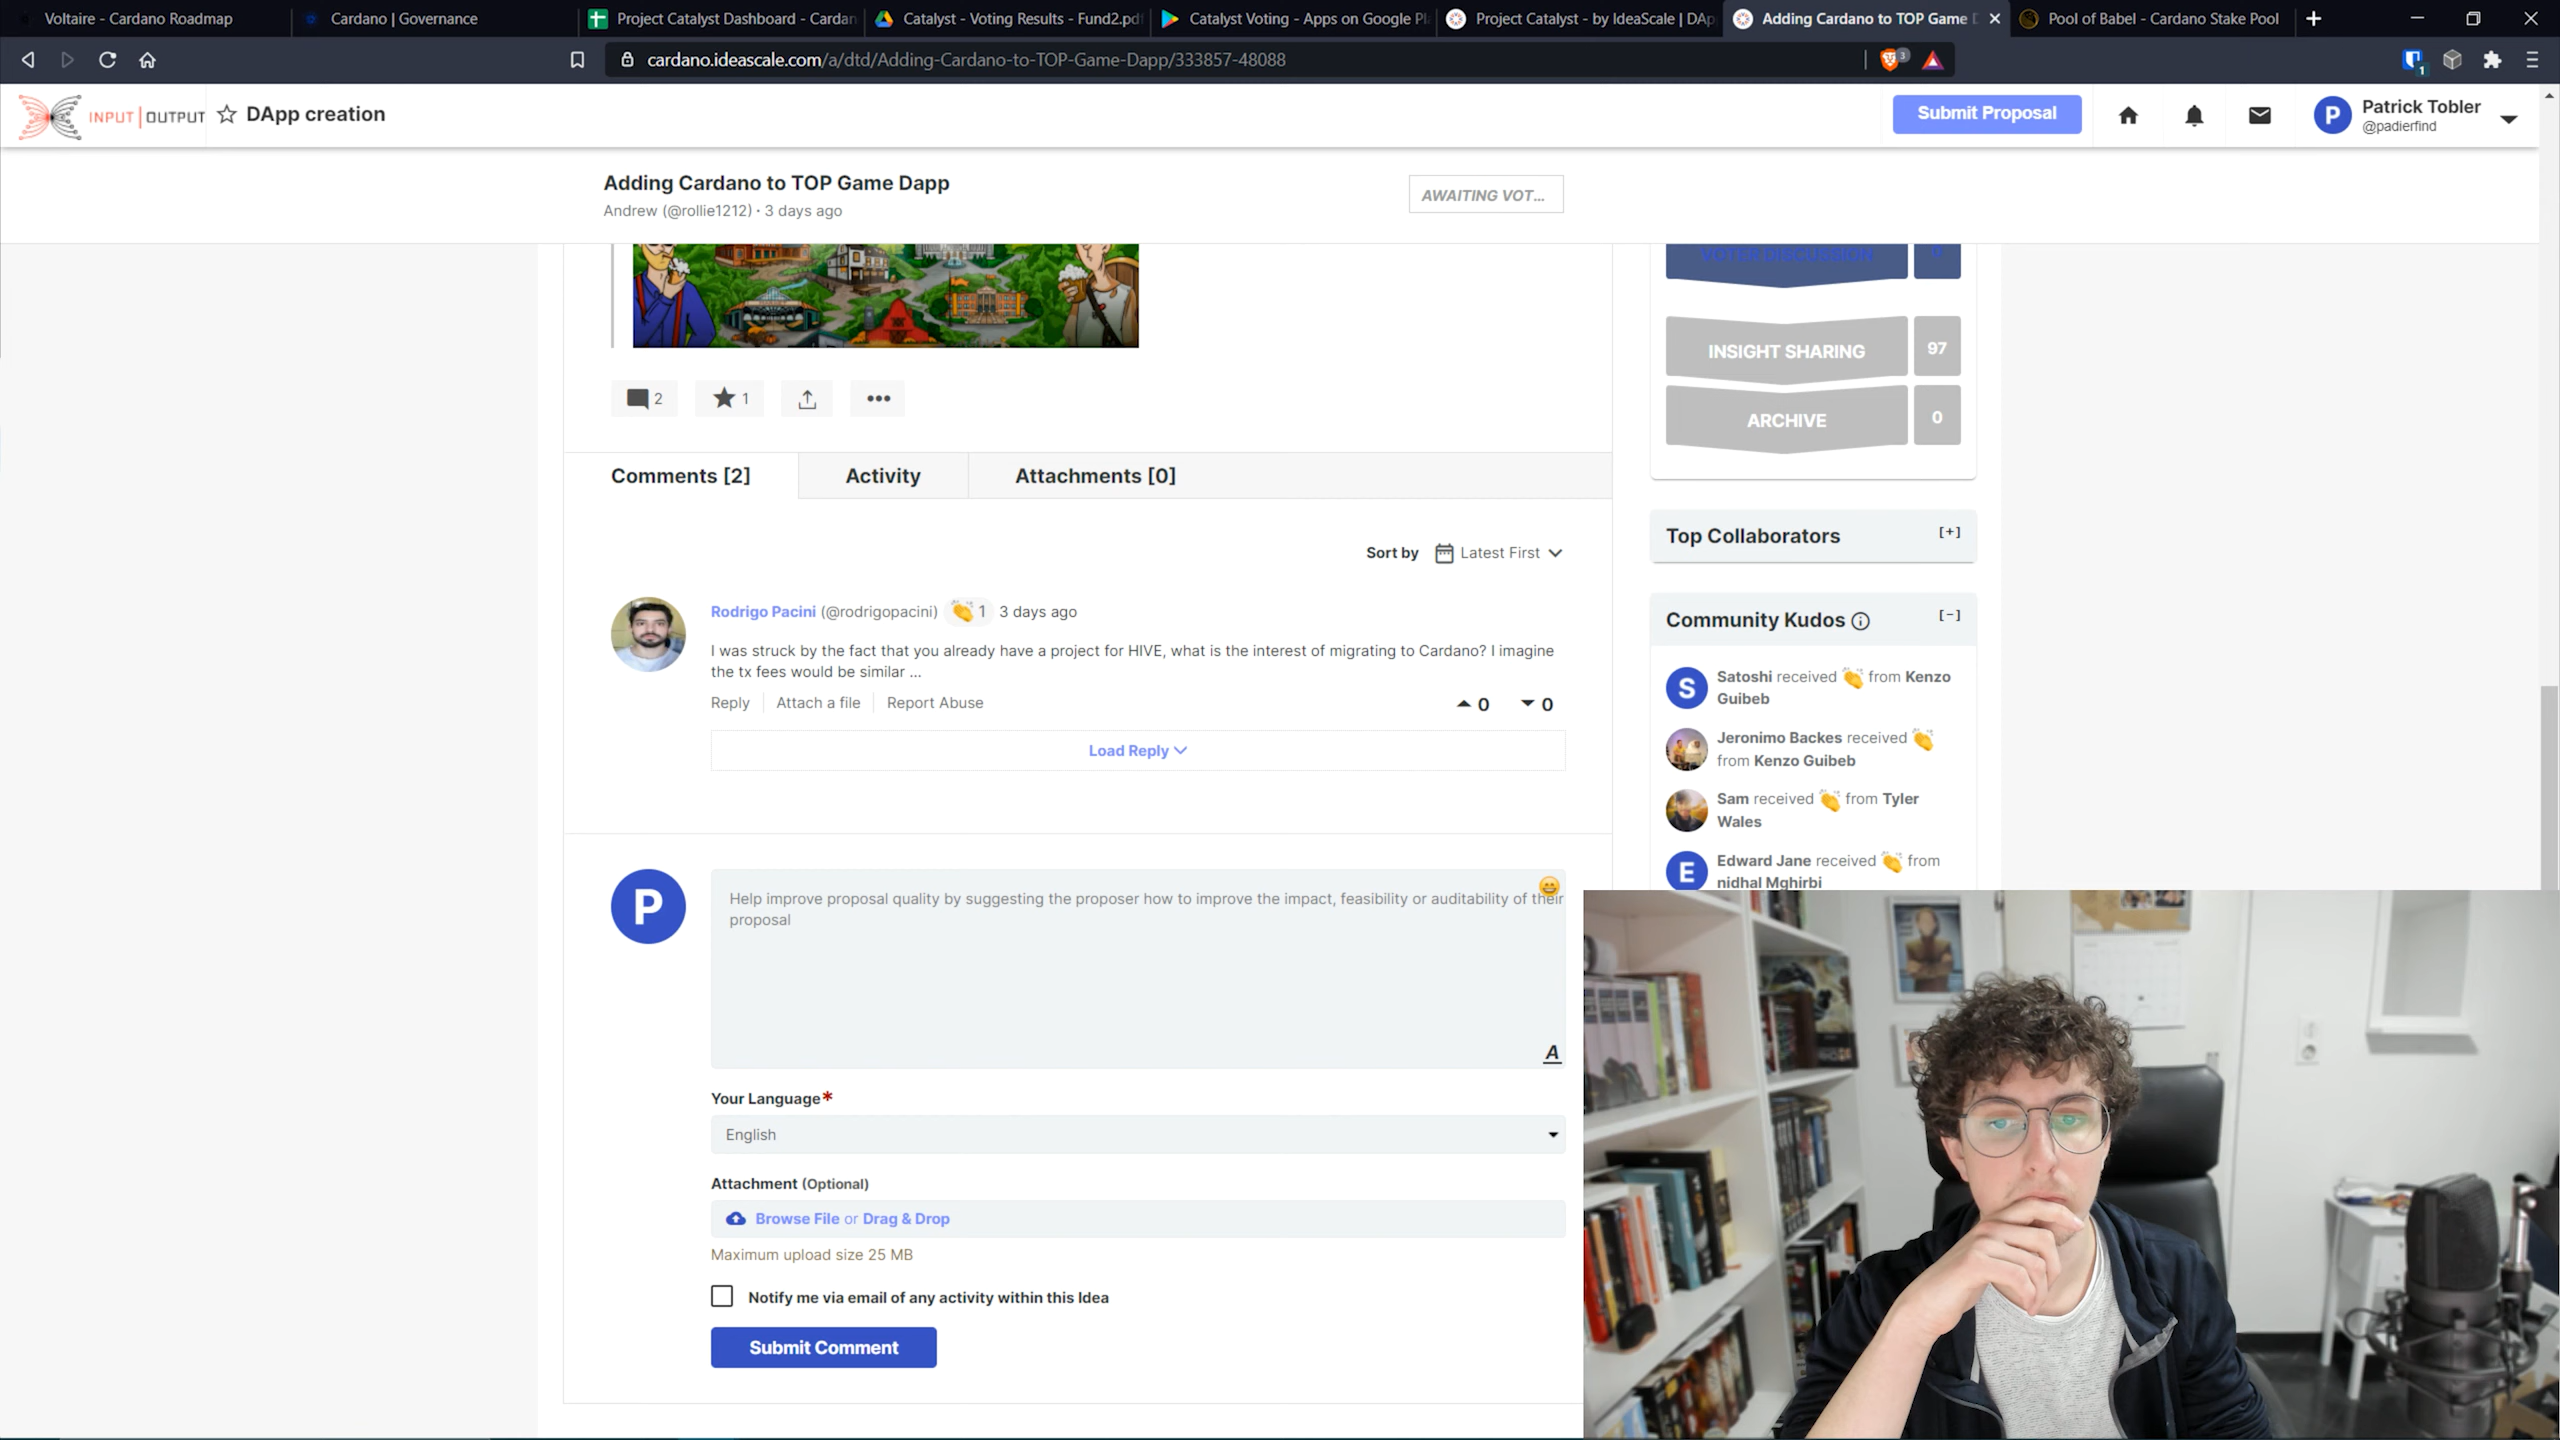 Voltaire - Cardano Roadmap
Cardano | Governance
Project Catalyst Dashboard - Cardan
Catalyst - Voting Results - Fund2.pdf
Catalyst Voting - Apps on Google Pl
Project Catalyst - by IdeaScale | DAp
Adding Cardano to TOP Game D
Pool of Babel - Cardano Stake Pool
cardano.ideascale.com/a/dtd/Adding-Cardano-to-TOP-Game-Dapp/333857-48088
3
1
INPUT | OUTPUT
DApp creation
Submit Proposal
P
Patrick Tobler
@padierfind
Adding Cardano to TOP Game Dapp
Andrew (@rollie1212) · 3 days ago
AWAITING VOT...
VOTER DISCUSSION
0
INSIGHT SHARING
97
ARCHIVE
0
2
1
Comments [2]
Activity
Attachments [0]
Sort by
Latest First
Rodrigo Pacini (@rodrigopacini) 1 3 days ago
I was struck by the fact that you already have a project for HIVE, what is the interest of migrating to Cardano? I imagine
the tx fees would be similar ...
Reply
Attach a file
Report Abuse
0
0
Load Reply
Top Collaborators
[+]
Community Kudos
[-]
S
Satoshi received from Kenzo
Guibeb
Jeronimo Backes received
from Kenzo Guibeb
Sam received from Tyler
Wales
E
Edward Jane received from
nidhal Mghirbi
P
Help improve proposal quality by suggesting the proposer how to improve the impact, feasibility or auditability of their
proposal
A
Your Language*
English
Attachment (Optional)
Browse File or Drag & Drop
Maximum upload size 25 MB
Notify me via email of any activity within this Idea
Submit Comment